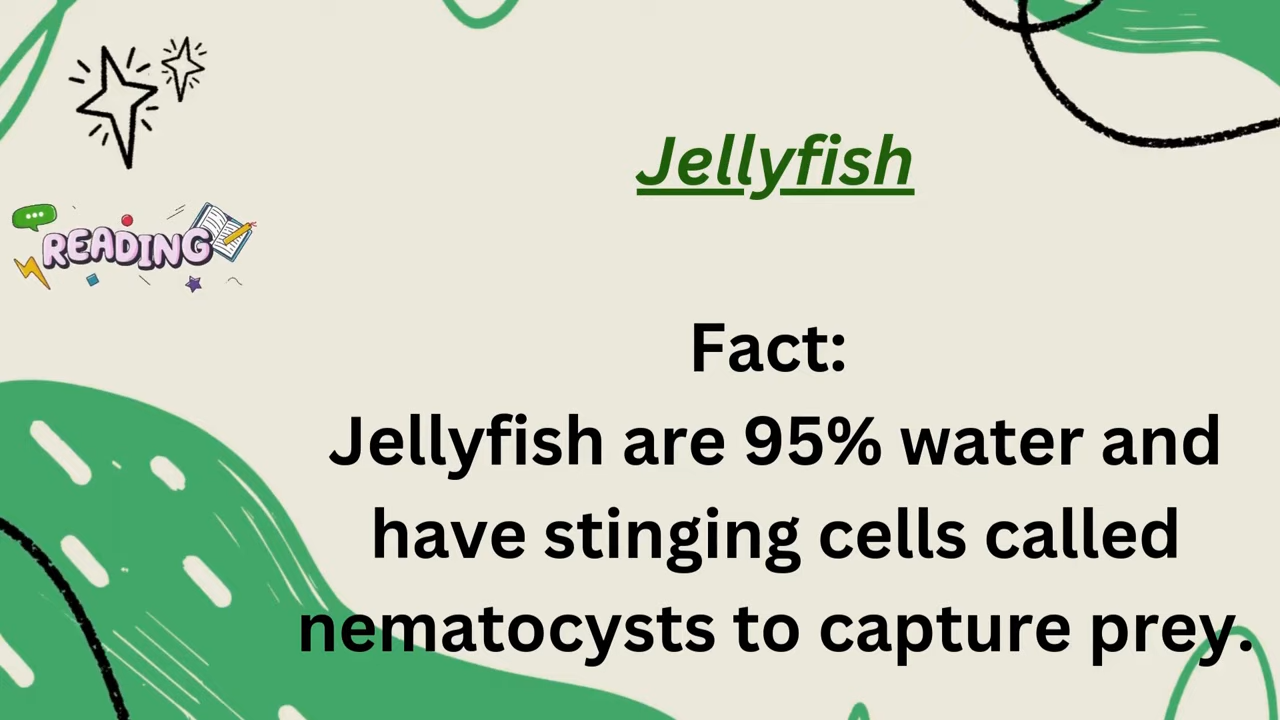 Jellyfish
READING
Fact:
Jellyfish are 95% water and
have stinging cells called
nematocysts to capture prey.